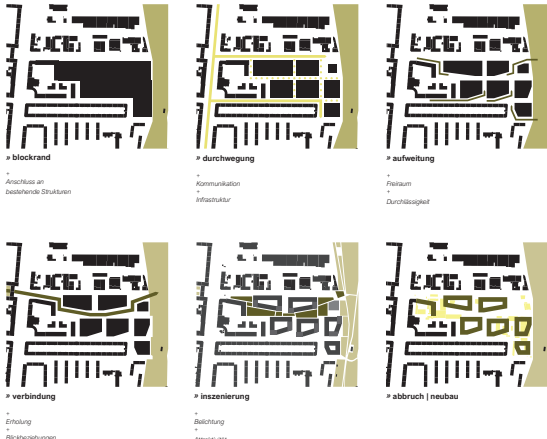 » blockrand
+
Anschluss an
bestehende Strukturen
» durchwegung
+
Kommunikation
+
Infrastruktur
» aufweitung
+
Freiraum
+
Durchlässigkeit
» verbindung
+
Erholung
+
Blickbeziehungen
» inszenierung
+
Belichtung
+
» abbruch | neubau